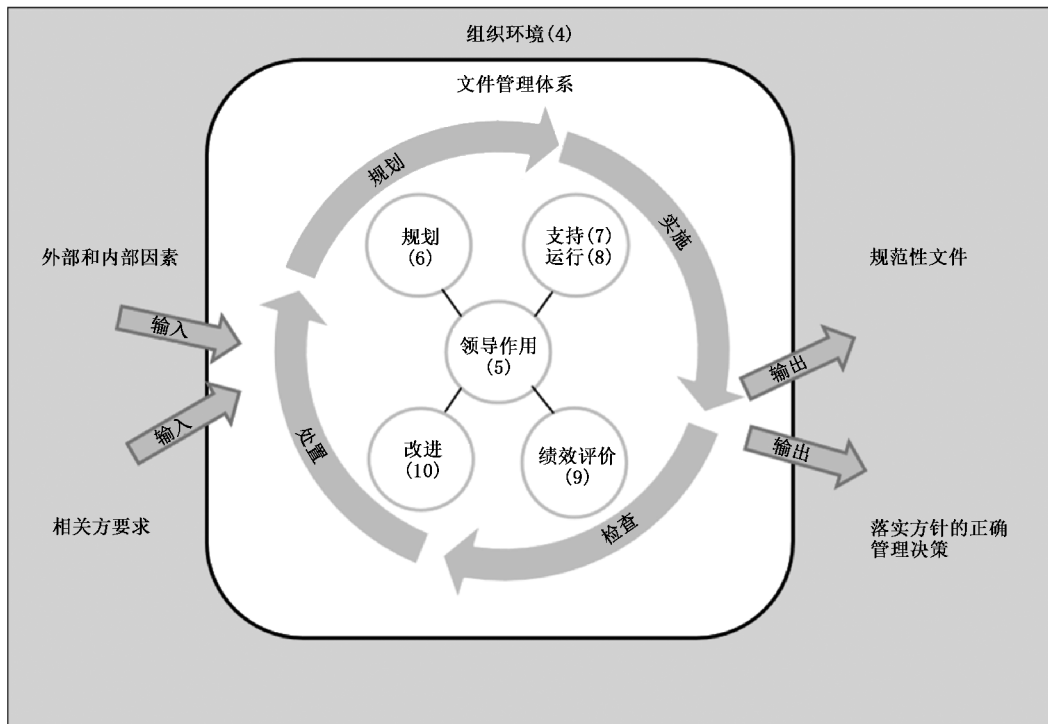 组织环境(4)
文件管理体系
规划
实施
规划
(6)
支持(7)
运行(8)
外部和内部因素
规范性文件
输入
领导作用
(5)
输出
输入
处置
改进
(10)
绩效评价
(9)
输出
相关方要求
检查
落实方针的正确
管理决策